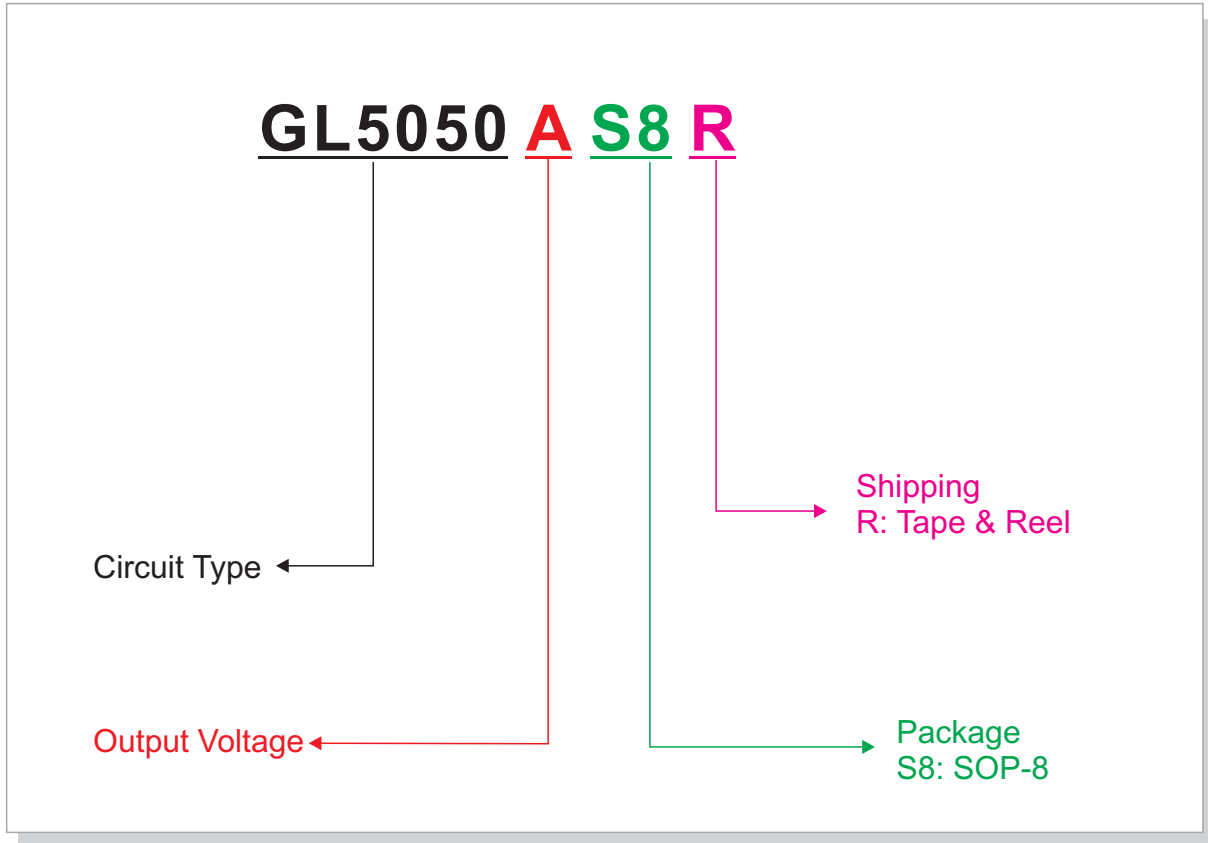 GL5050 A S8 R
Shipping
R: Tape & Reel
Circuit Type
Output Voltage
Package
S8: SOP-8